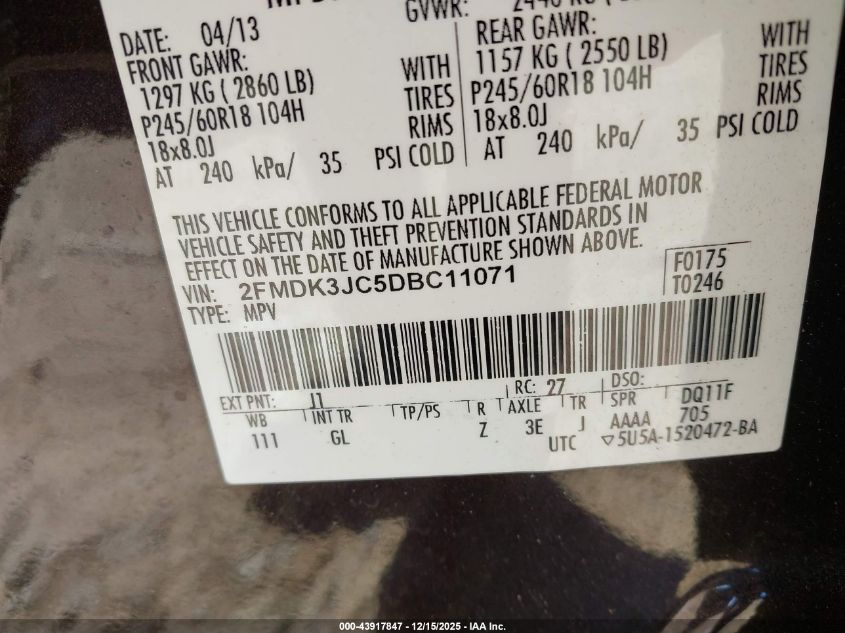 GVWR:
DATE: 04/13
FRONT GAWR:
1297 KG ( 2860 LB) WITH
P245/60R18 104H TIRES
18x8.0J RIMS
AT 240 kPa/ 35 PSI COLD
REAR GAWR: WITH
1157 KG ( 2550 LB) TIRES
P245/60R18 104H RIMS
18x8.0J
AT 240 kPa/ 35 PSI COLD
THIS VEHICLE CONFORMS TO ALL APPLICABLE FEDERAL MOTOR
VEHICLE SAFETY AND THEFT PREVENTION STANDARDS IN
EFFECT ON THE DATE OF MANUFACTURE SHOWN ABOVE.
VIN: 2FMDK3JC5DBC11071
TYPE: MPV
F0175
T0246
EXT PNT: J1 RC: 27 DSO:
WB INT TR TP/PS R AXLE TR SPR DQ11F
111 GL Z 3E J AAAA 705
UTC ▽5U5A-1520472-BA
000-43917847 - 12/15/2025 - IAA Inc.